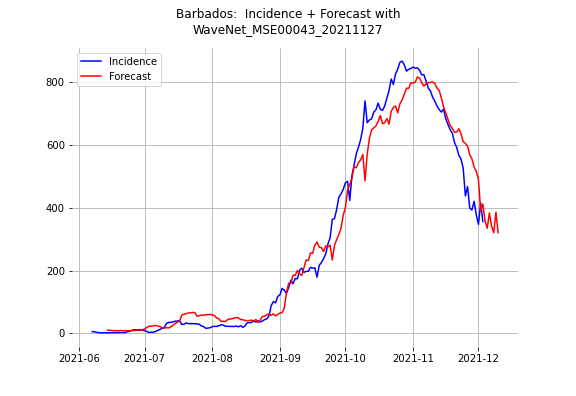 Barbados:  Incidence + Forecast with
WaveNet_MSE00043_20211127
Incidence
Forecast
800
600
400
200
0
2021-06 2021-07 2021-08 2021-09 2021-10 2021-11 2021-12